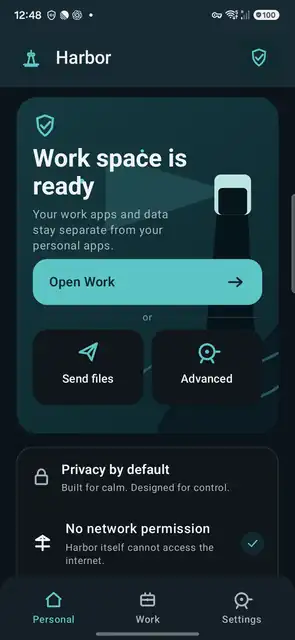 12:48
100
Harbor
Work space is
ready
Your work apps and data
stay separate from your
personal apps.
Open Work
or
Send files
Advanced
Privacy by default
Built for calm. Designed for control.
No network permission
Harbor itself cannot access the
internet.
Personal
Work
Settings